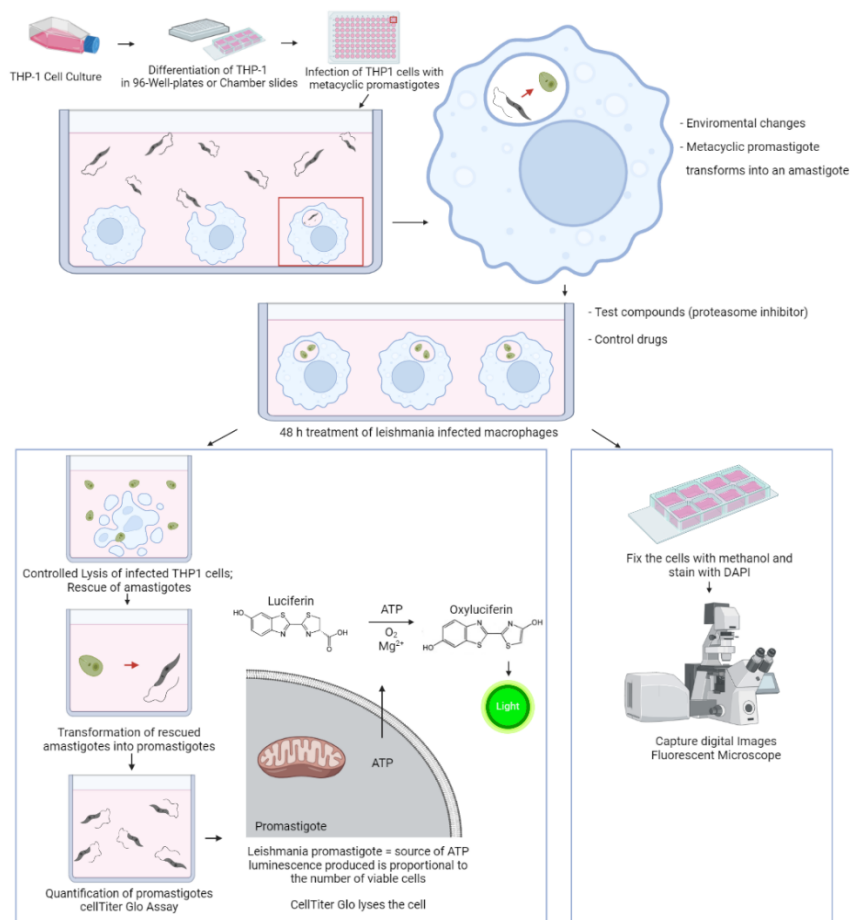 THP-1 Cell Culture
Differentiation of THP-1
in 96-Well-plates or Chamber slides
Infection of THP1 cells with
metacyclic promastigotes
- Enviromental changes
- Metacyclic promastigote
transforms into an amastigote
- Test compounds (proteasome inhibitor)
- Control drugs
48 h treatment of leishmania infected macrophages
Controlled Lysis of infected THP1 cells;
Rescue of amastigotes
Transformation of rescued
amastigotes into promastigotes
Quantification of promastigotes
cellTiter Glo Assay
Luciferin
HO
S
S
N
N
OH
O
ATP
O₂
Mg²⁺
Oxyluciferin
OH
N
N
HO
S
S
Light
ATP
Promastigote
Leishmania promastigote = source of ATP
luminescence produced is proportional to
the number of viable cells
CellTiter Glo lyses the cell
Fix the cells with methanol and
stain with DAPI
Capture digital Images
Fluorescent Microscope